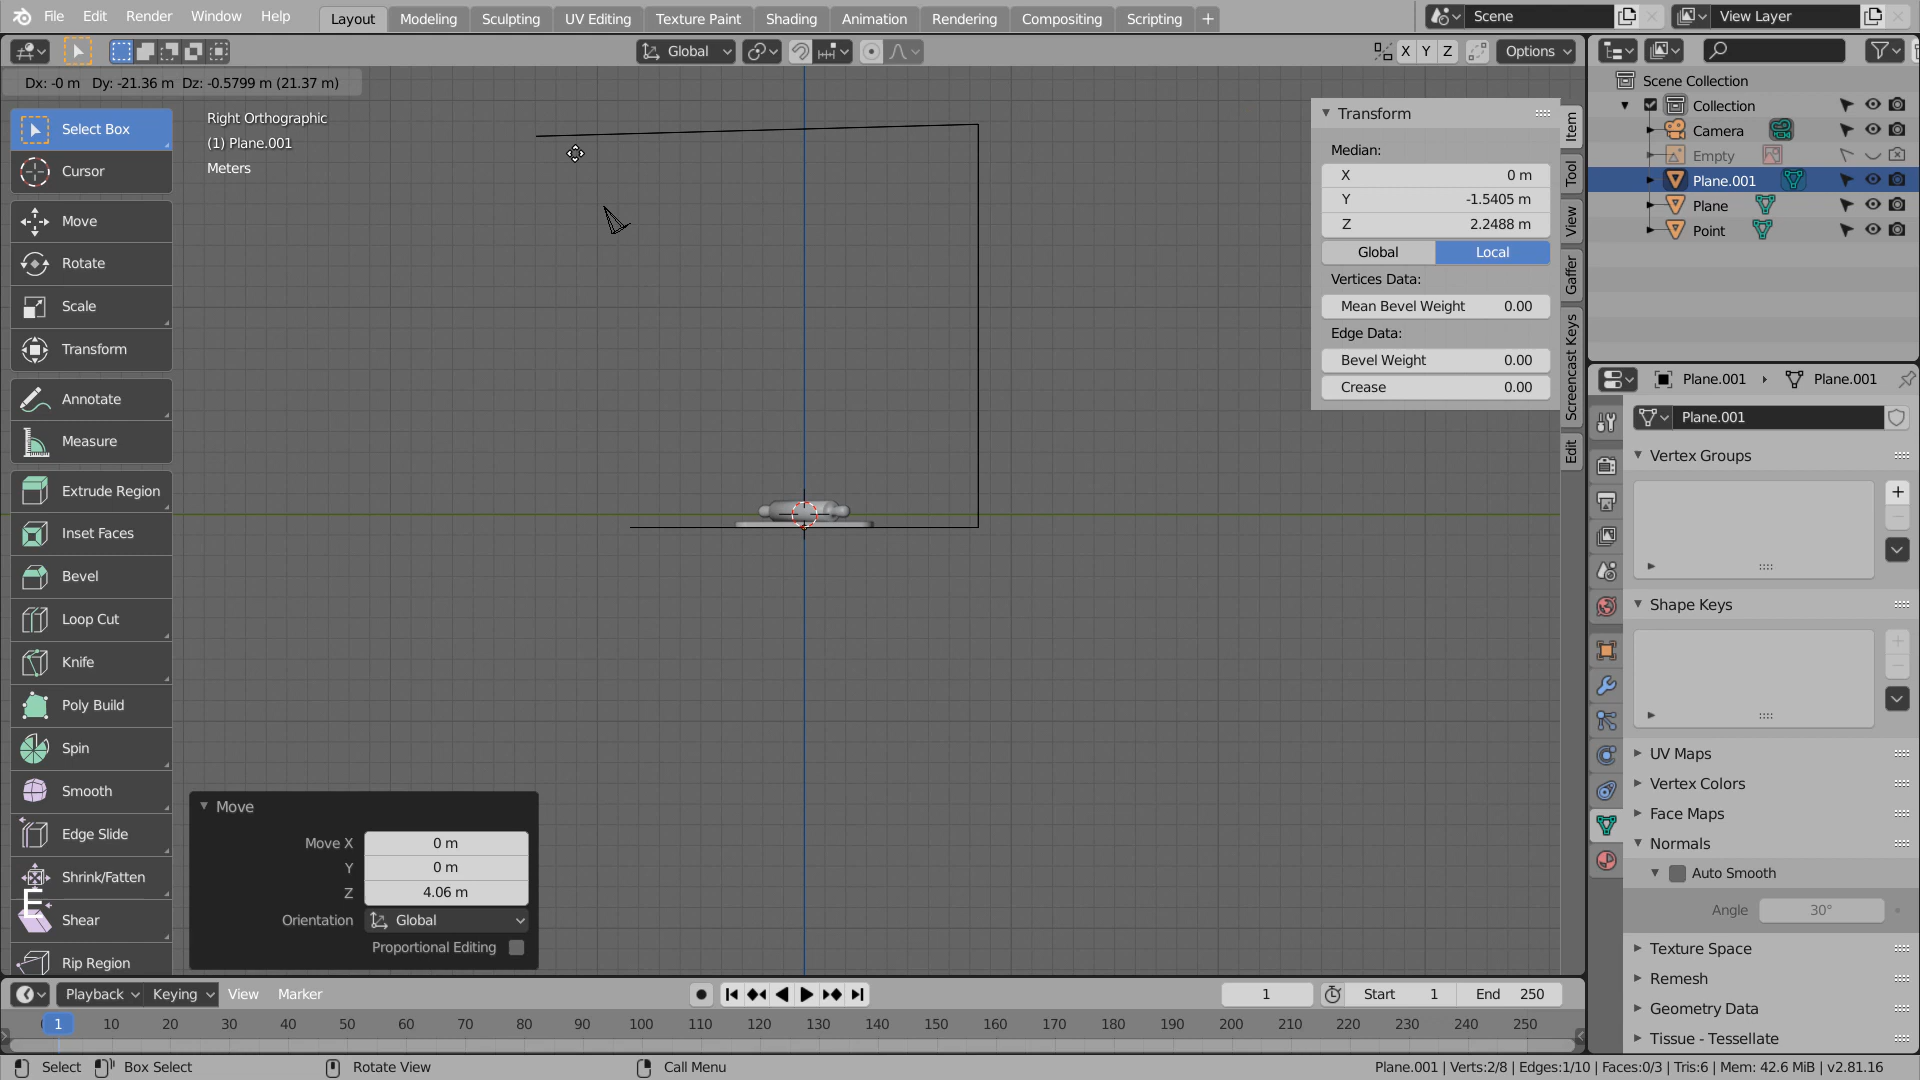 File Edit Render Window Help Layout Modeling Sculpting UV Editing Texture Paint Shading Animation Rendering Compositing Scripting + Scene View Layer
Global X Y Z Options
Dx: -0 m Dy: -21.36 m Dz: -0.5799 m (21.37 m)
Right Orthographic
(1) Plane.001
Meters
Select Box
Cursor
Move
Rotate
Scale
Transform
Annotate
Measure
Extrude Region
Inset Faces
Bevel
Loop Cut
Knife
Poly Build
Spin
Smooth
Edge Slide
Shrink/Fatten
E
Shear
Rip Region
Move
Move X 0 m
Y 0 m
Z 4.06 m
Orientation Global
Proportional Editing
Transform
Median:
X 0 m
Y -1.5405 m
Z 2.2488 m
Global Local
Vertices Data:
Mean Bevel Weight 0.00
Edge Data:
Bevel Weight 0.00
Crease 0.00
Item
Tool
View
Gaffer
Screencast Keys
Edit
Scene Collection
Collection
Camera
Empty
Plane.001
Plane
Point
Plane.001 Plane.001
Plane.001
Vertex Groups
Shape Keys
UV Maps
Vertex Colors
Face Maps
Normals
Auto Smooth
Angle 30°
Texture Space
Remesh
Geometry Data
Tissue - Tessellate
Playback Keying View Marker 1 Start 1 End 250
1 10 20 30 40 50 60 70 80 90 100 110 120 130 140 150 160 170 180 190 200 210 220 230 240 250
Select Box Select Rotate View Call Menu Plane.001 | Verts:2/8 | Edges:1/10 | Faces:0/3 | Tris:6 | Mem: 42.6 MiB | v2.81.16